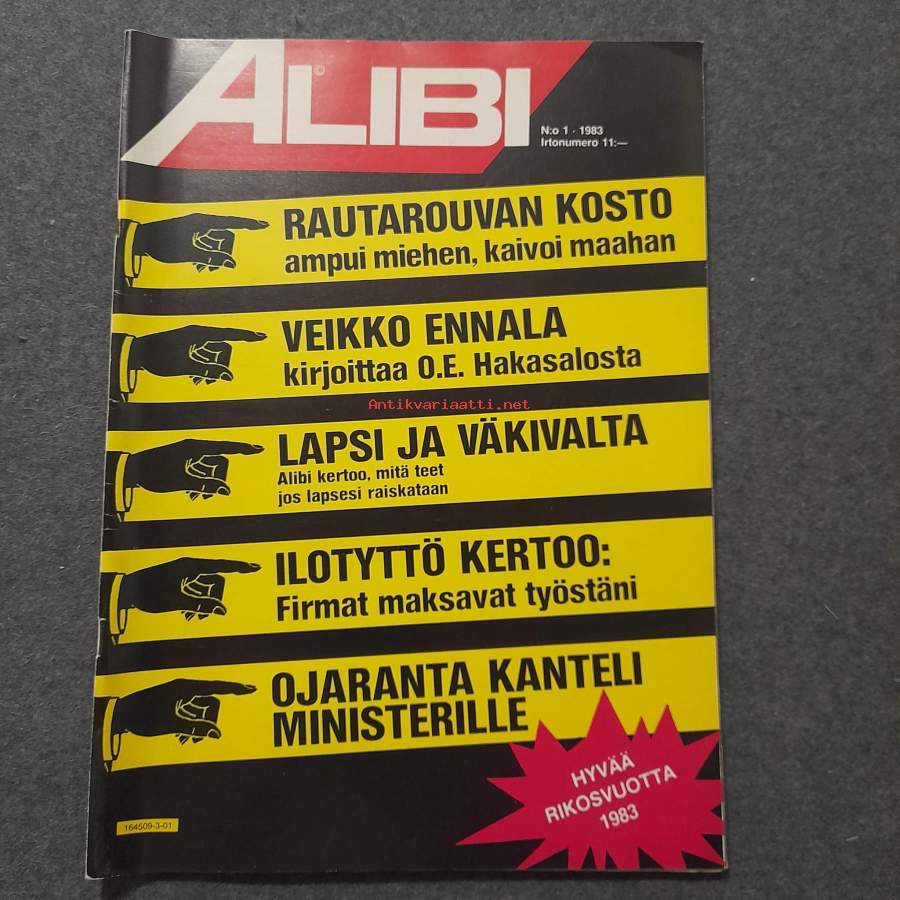 ALIBI
©
N:o 1 · 1983
Irtonumero 11:—
RAUTAROUVAN KOSTO
ampui miehen, kaivoi maahan
VEIKKO ENNALA
kirjoittaa O.E. Hakasalosta
Antikvariaatti.net
LAPSI JA VÄKIVALTA
Alibi kertoo, mitä teet
jos lapsesi raiskataan
ILOTYTTÖ KERTOO:
Firmat maksavat työstäni
OJARANTA KANTELI
MINISTERILLE
HYVÄÄ
RIKOSVUOTTA
1983
164509-3-01